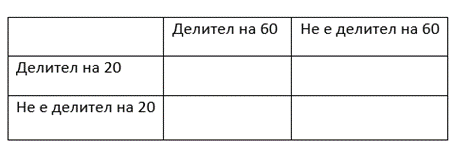 Делител на 60 Не е делител на 60
Делител на 20
Не е делител на 20